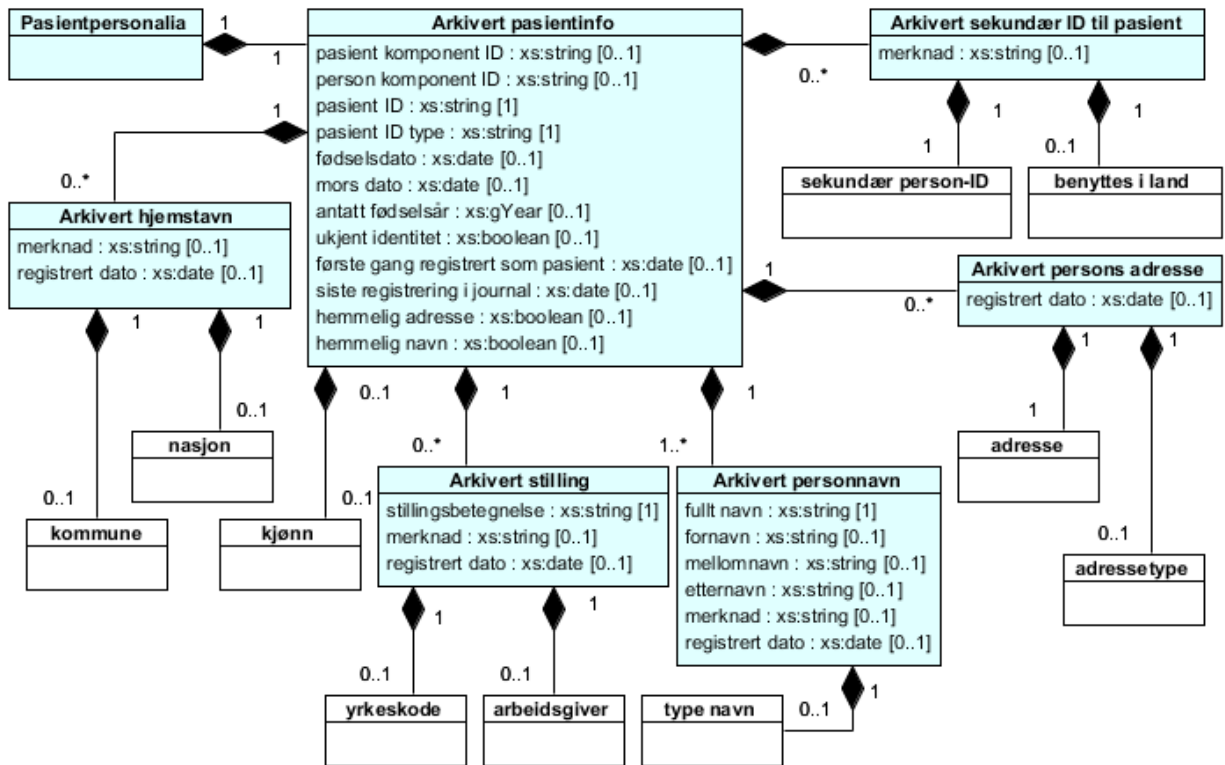 Pasientpersonalia
1
1
Arkivert pasientinfo
pasient komponent ID : xs:string [0..1]
person komponent ID : xs:string [0..1]
pasient ID : xs:string [1]
pasient ID type : xs:string [1]
fødselsdato : xs:date [0..1]
mors dato : xs:date [0..1]
antatt fødselsår : xs:gYear [0..1]
ukjent identitet : xs:boolean [0..1]
første gang registrert som pasient : xs:date [0..1]
siste registrering i journal : xs:date [0..1]
hemmelig adresse : xs:boolean [0..1]
hemmelig navn : xs:boolean [0..1]
Arkivert sekundær ID til pasient
merknad : xs:string [0..1]
0..*
1
1
1
0..1
sekundær person-ID
benyttes i land
1
0..*
Arkivert hjemstavn
merknad : xs:string [0..1]
registrert dato : xs:date [0..1]
1
1
0..1
nasjon
0..1
kommune
1
0..*
Arkivert persons adresse
registrert dato : xs:date [0..1]
1
1
1
adresse
0..1
adressetype
0..1
0..1
kjønn
1
0..*
Arkivert stilling
stillingsbetegnelse : xs:string [1]
merknad : xs:string [0..1]
registrert dato : xs:date [0..1]
1
1
0..1
0..1
yrkeskode
arbeidsgiver
1
1..*
Arkivert personnavn
fullt navn : xs:string [1]
fornavn : xs:string [0..1]
mellomnavn : xs:string [0..1]
etternavn : xs:string [0..1]
merknad : xs:string [0..1]
registrert dato : xs:date [0..1]
1
0..1
type navn